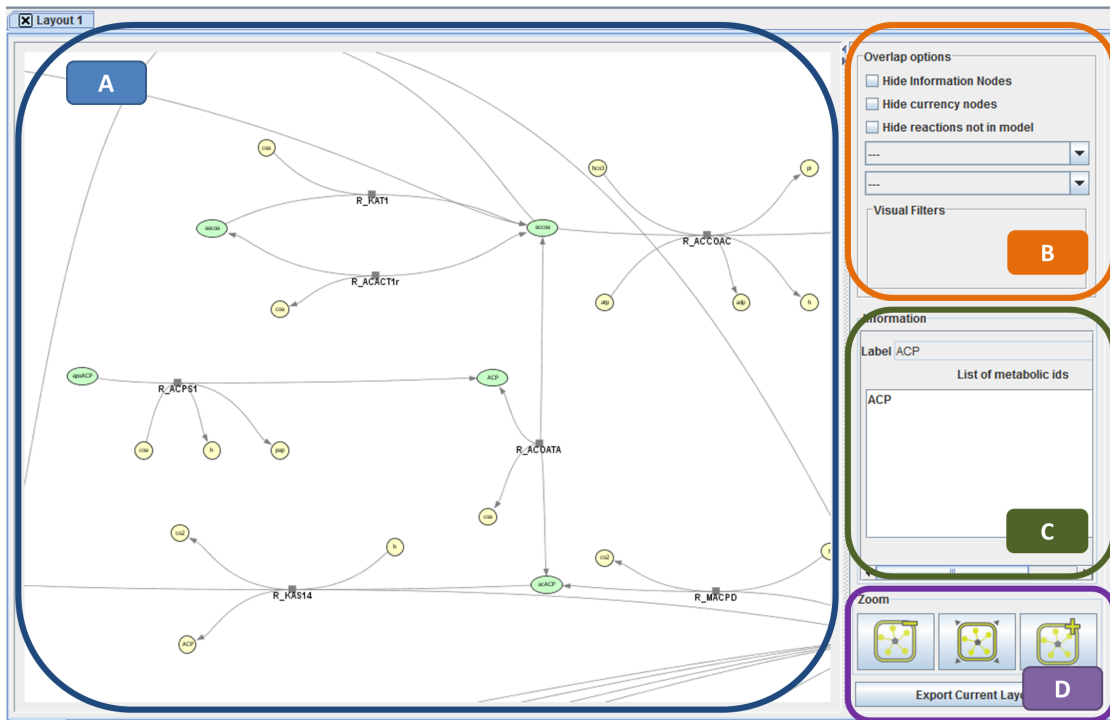 Layout 1
A
coa
R_KAT1
aacoa
accoa
R_ACACT1r
coa
hco3
pi
R_ACCOAC
atp
adp
h
apoACP
R_ACPS1
ACP
coa
h
pap
R_ACOATA
coa
co2
h
R_KAS14
ACP
acACP
co2
h
R_MACPD
Overlap options
Hide Information Nodes
Hide currency nodes
Hide reactions not in model
---
---
Visual Filters
B
Information
Label ACP
List of metabolic ids
ACP
C
Zoom
Export Current Layo
D